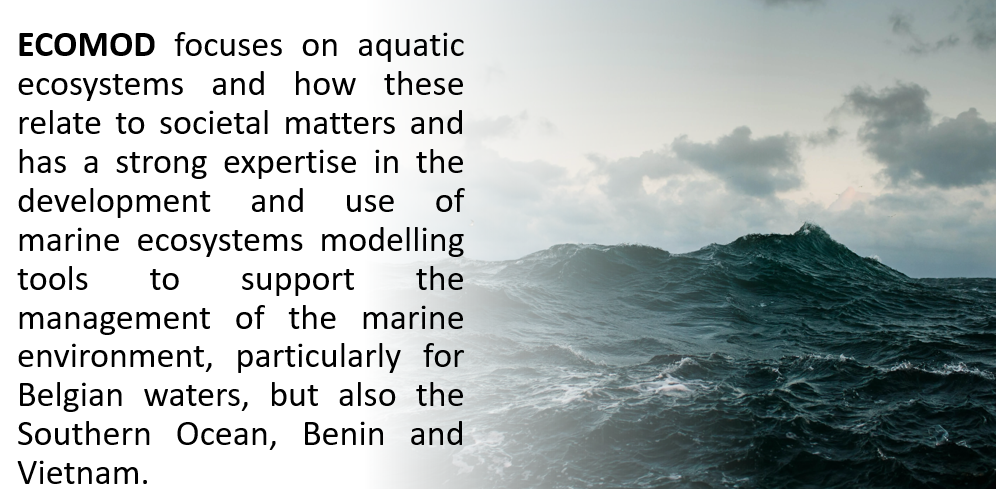 ECOMOD focuses on aquatic
ecosystems and how these
relate to societal matters and
has a strong expertise in the
development and use of
marine ecosystems modelling
tools to support the
management of the marine
environment, particularly for
Belgian waters, but also the
Southern Ocean, Benin and
Vietnam.